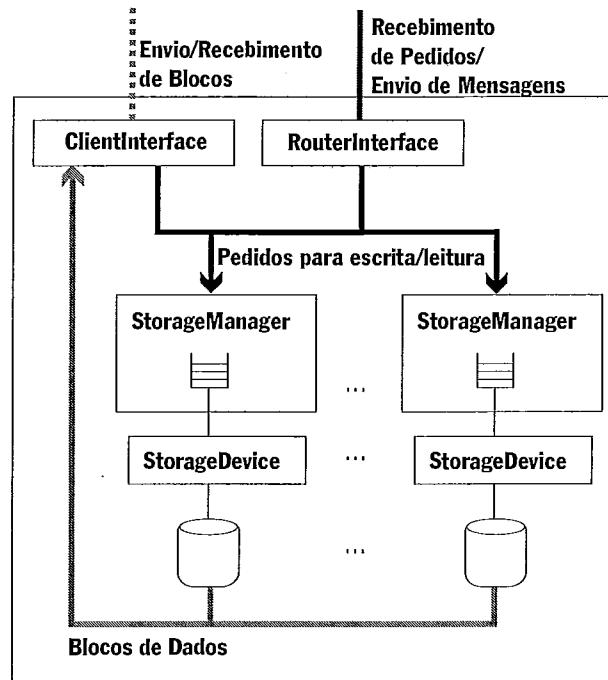 Envio/Recebimento
de Blocos
Recebimento
de Pedidos/
Envio de Mensagens
ClientInterface
RouterInterface
Pedidos para escrita/leitura
StorageManager
StorageManager
...
StorageDevice
...
StorageDevice
...
Blocos de Dados